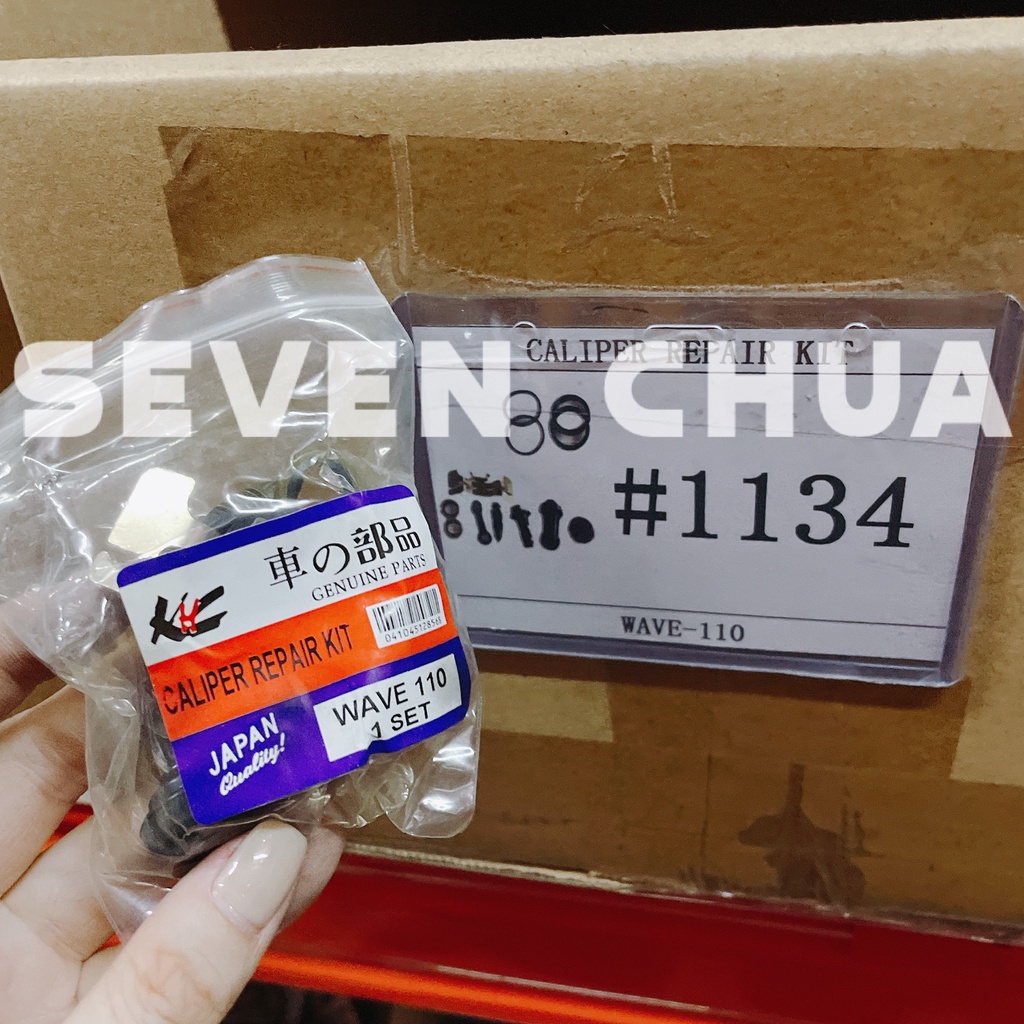 SEVEN CHUA
CALIPER REPAIR KIT
#1134
WAVE-110
車の部品
GENUINE PARTS
KHC
CALIPER REPAIR KIT
WAVE 110
1 SET
JAPAN
Quality!